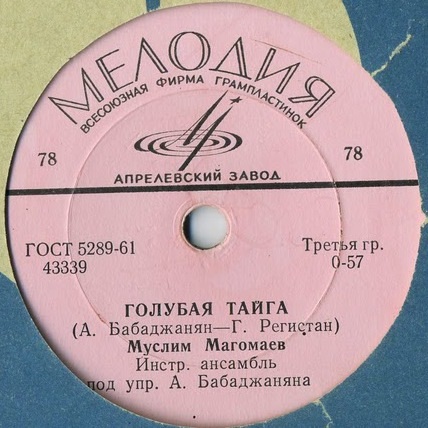 МЕЛОДИЯ
ВСЕСОЮЗНАЯ ФИРМА ГРАМПЛАСТИНОК
78 78
АПРЕЛЕВСКИЙ ЗАВОД
ГОСТ 5289-61 Третья гр.
43339 0-57
ГОЛУБАЯ ТАЙГА
(А. Бабаджанян—Г. Регистан)
Муслим Магомаев
Инстр. ансамбль
под упр. А. Бабаджаняна